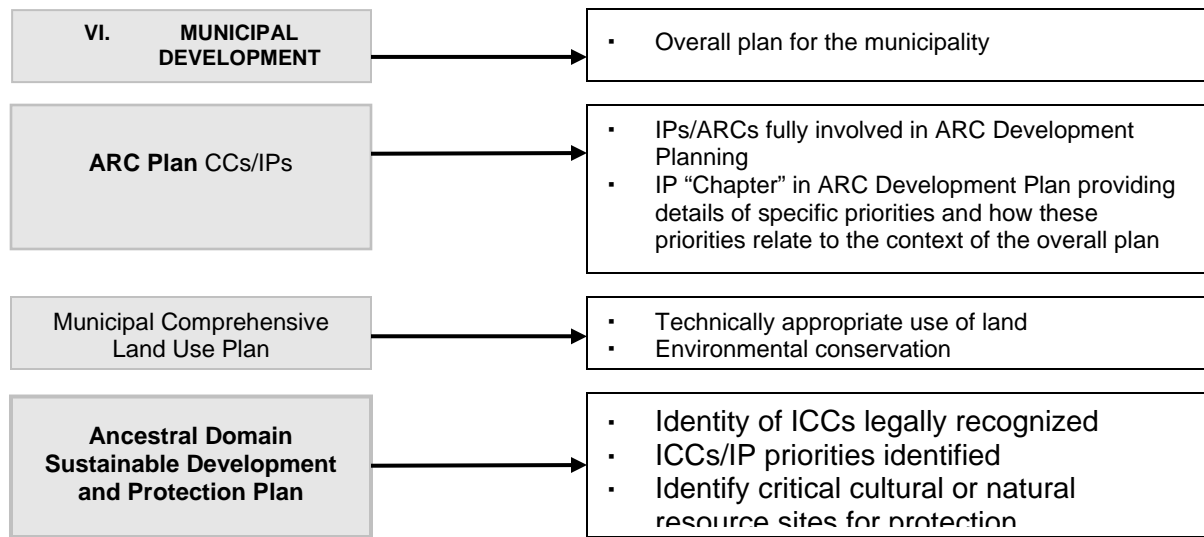 VI. MUNICIPAL
DEVELOPMENT
▪ Overall plan for the municipality
ARC Plan CCs/IPs
▪ IPs/ARCs fully involved in ARC Development
Planning
▪ IP “Chapter” in ARC Development Plan providing
details of specific priorities and how these
priorities relate to the context of the overall plan
Municipal Comprehensive
Land Use Plan
▪ Technically appropriate use of land
▪ Environmental conservation
Ancestral Domain
Sustainable Development
and Protection Plan
▪ Identity of ICCs legally recognized
▪ ICCs/IP priorities identified
▪ Identify critical cultural or natural
resource sites for protection